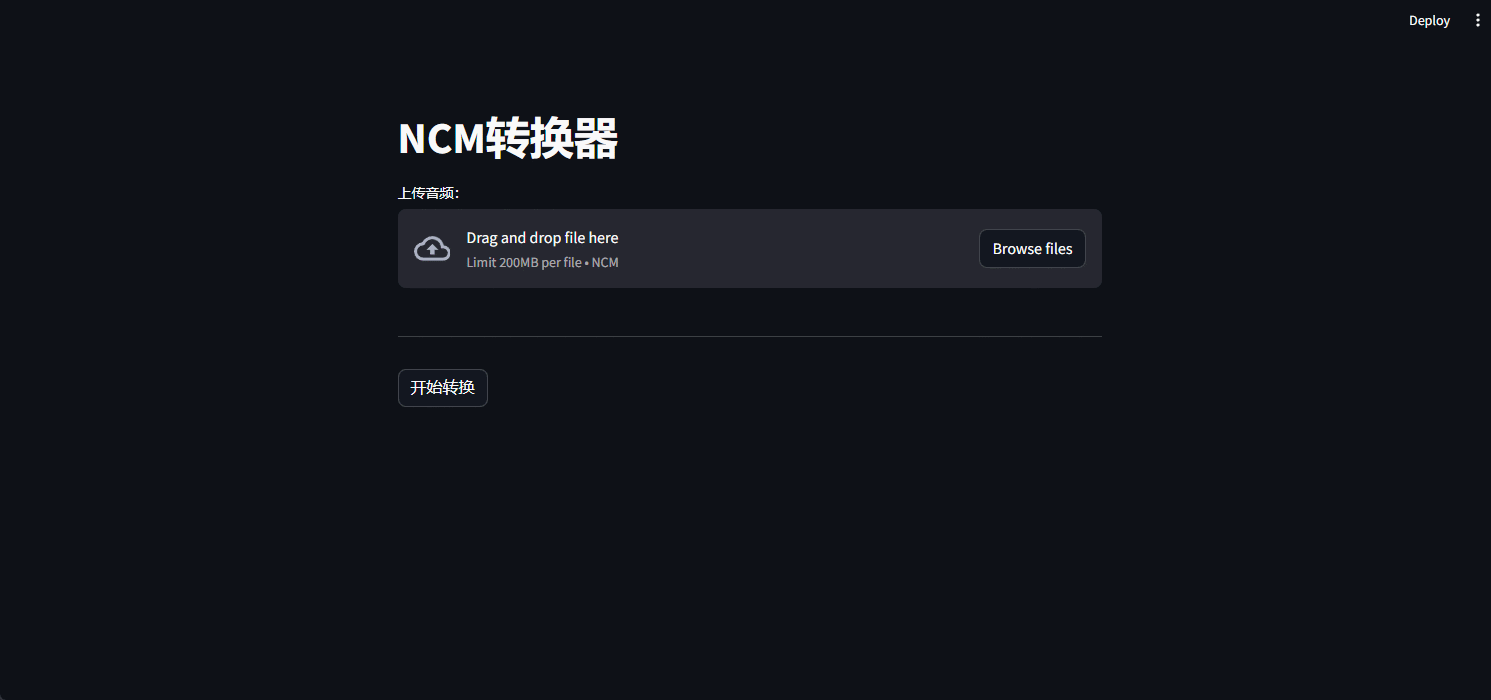 Deploy
NCM转换器
上传音频：
Drag and drop file here
Limit 200MB per file • NCM
Browse files
开始转换